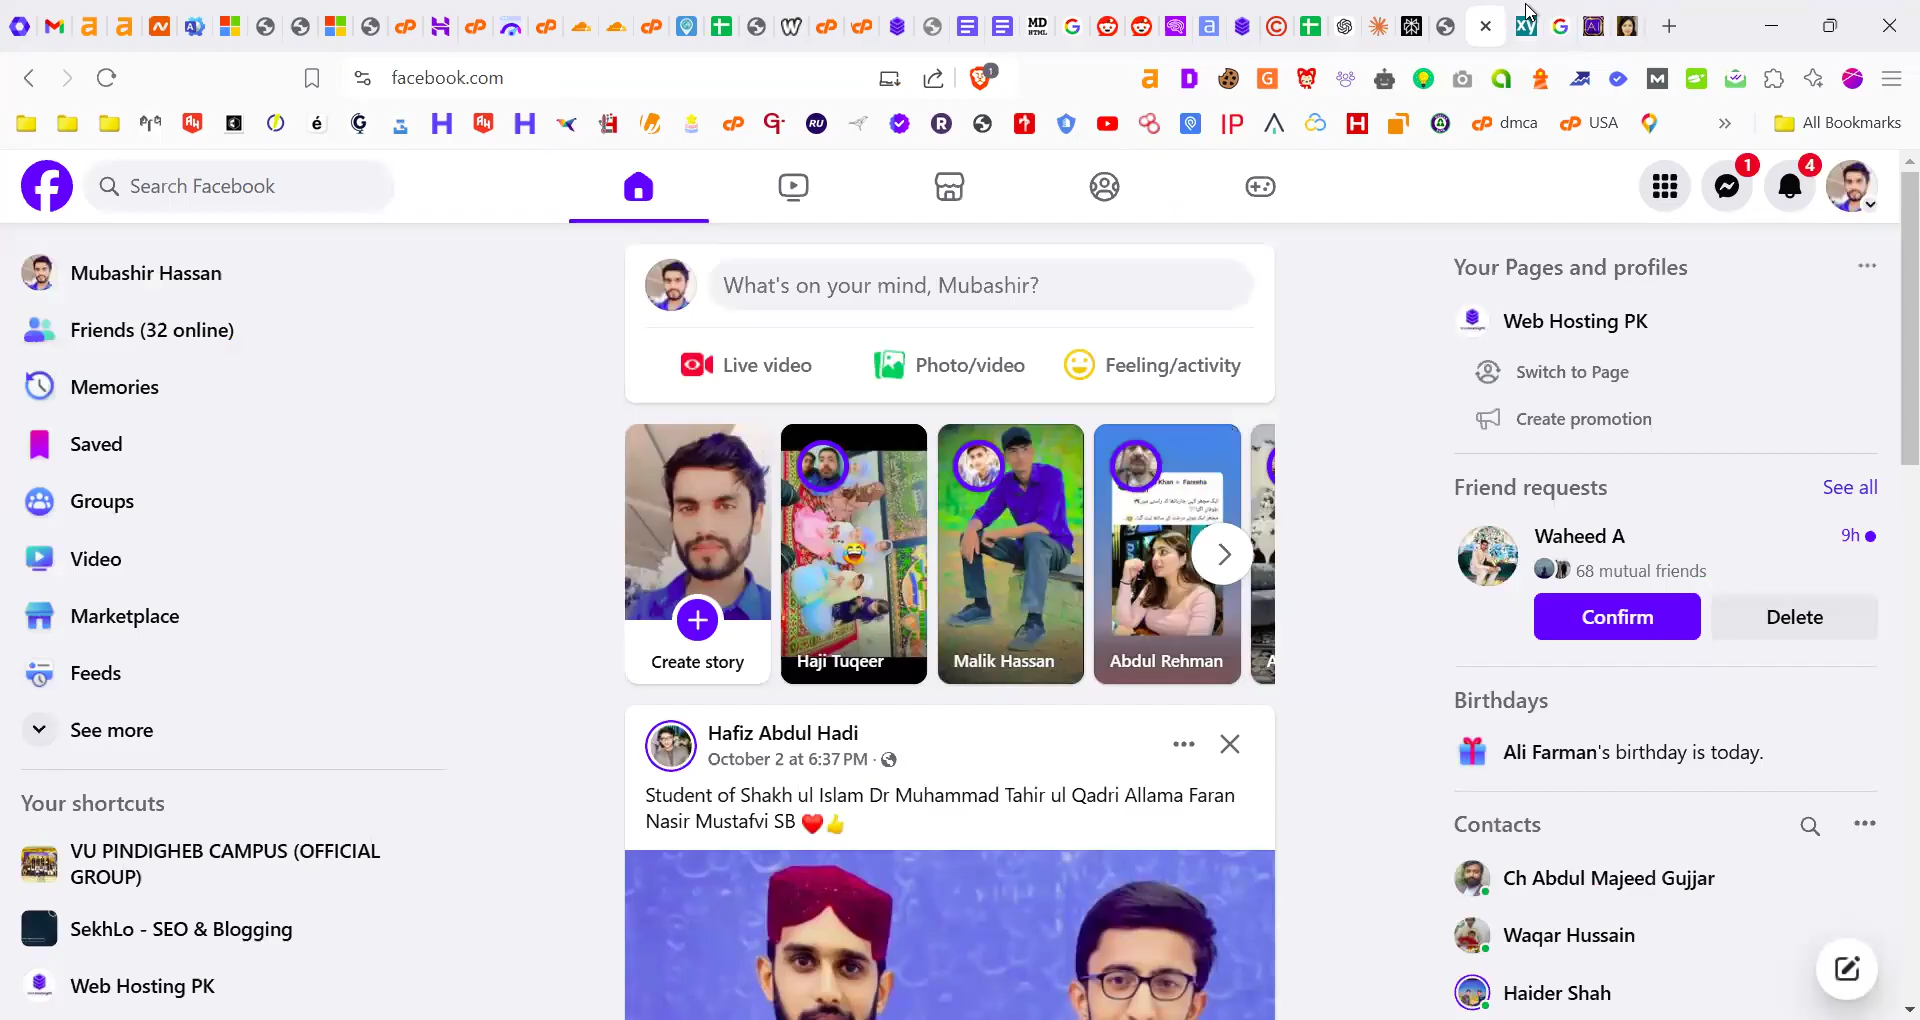 facebook.com
1
dmca
USA
All Bookmarks
Search Facebook
1
4
Mubashir Hassan
Friends (32 online)
Memories
Saved
Groups
Video
Marketplace
Feeds
See more
Your shortcuts
VU PINDIGHEB CAMPUS (OFFICIAL
GROUP)
SekhLo - SEO & Blogging
Web Hosting PK
What's on your mind, Mubashir?
Live video
Photo/video
Feeling/activity
Create story
Haji Tuqeer
Malik Hassan
Abdul Rehman
Hafiz Abdul Hadi
October 2 at 6:37 PM ·
Student of Shakh ul Islam Dr Muhammad Tahir ul Qadri Allama Faran
Nasir Mustafvi SB ❤️👍
Your Pages and profiles
Web Hosting PK
Switch to Page
Create promotion
Friend requests
See all
Waheed A
9h
68 mutual friends
Confirm
Delete
Birthdays
Ali Farman's birthday is today.
Contacts
Ch Abdul Majeed Gujjar
Waqar Hussain
Haider Shah